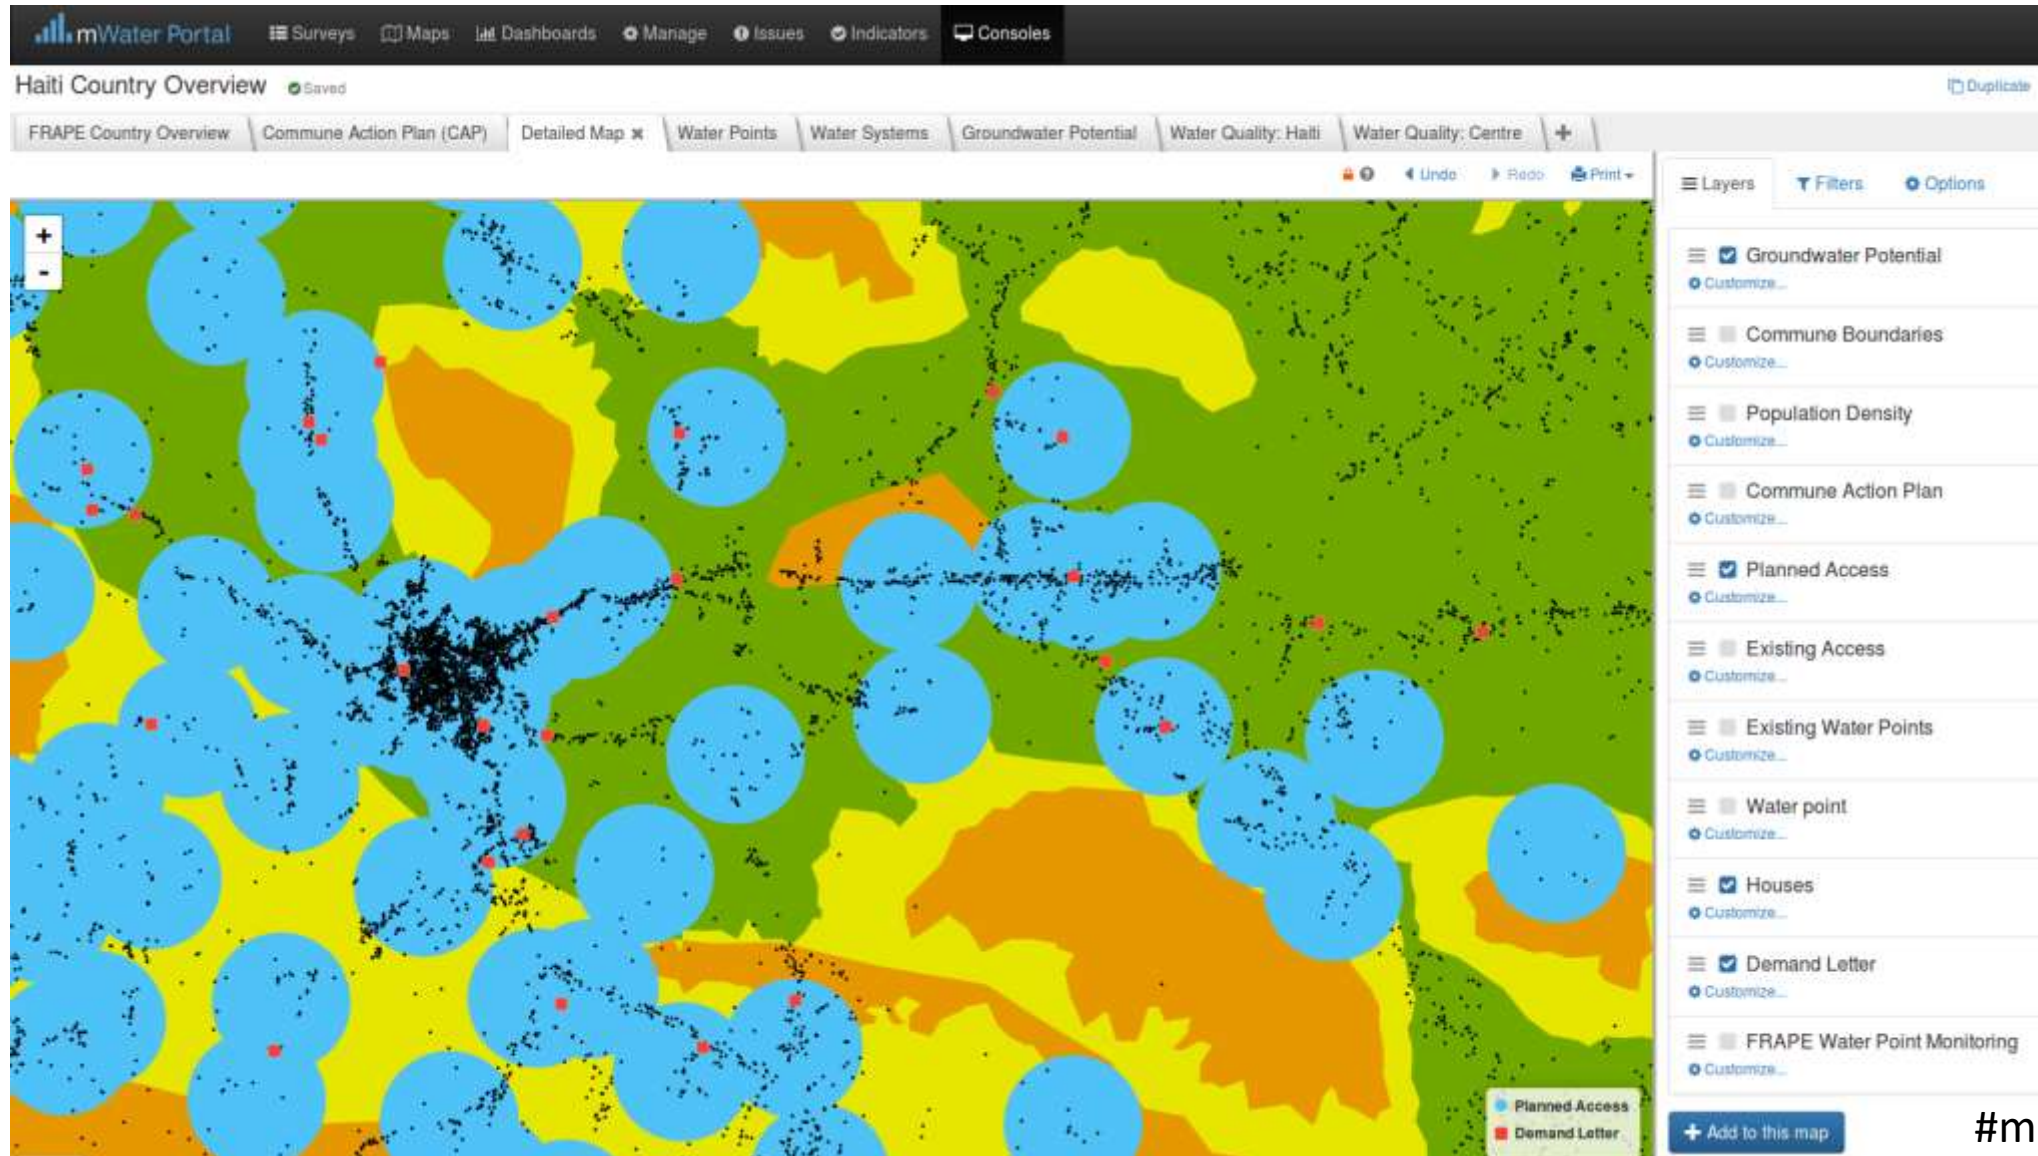 mWater Portal Surveys Maps Dashboards Manage Issues Indicators Consoles
Haiti Country Overview Saved Duplicate
FRAPE Country Overview Commune Action Plan (CAP) Detailed Map Water Points Water Systems Groundwater Potential Water Quality: Haiti Water Quality: Centre +
Undo Redo Print
Layers Filters Options
+
-
Groundwater Potential
Customize...
Commune Boundaries
Customize...
Population Density
Customize...
Commune Action Plan
Customize...
Planned Access
Customize...
Existing Access
Customize...
Existing Water Points
Customize...
Water point
Customize...
Houses
Customize...
Demand Letter
Customize...
FRAPE Water Point Monitoring
Customize...
Planned Access
Demand Letter
+ Add to this map
#m